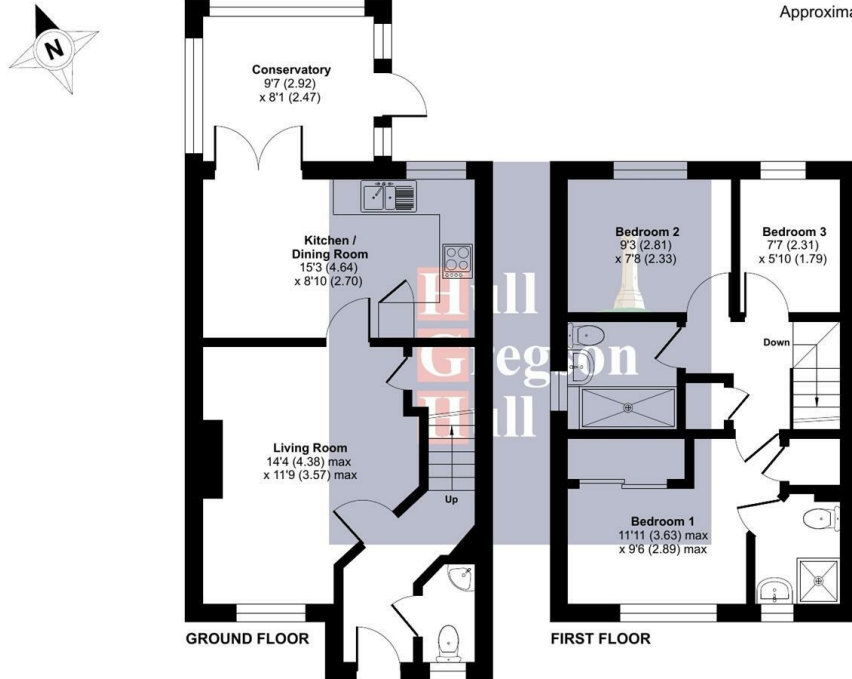 Approxima
N
Conservatory
9'7 (2.92)
x 8'1 (2.47)
Kitchen /
Dining Room
15'3 (4.64)
x 8'10 (2.70)
Bedroom 2
9'3 (2.81)
x 7'8 (2.33)
Bedroom 3
7'7 (2.31)
x 5'10 (1.79)
Hull
Gregson
Hull
Down
Living Room
14'4 (4.38) max
x 11'9 (3.57) max
Up
Bedroom 1
11'11 (3.63) max
x 9'6 (2.89) max
GROUND FLOOR
FIRST FLOOR